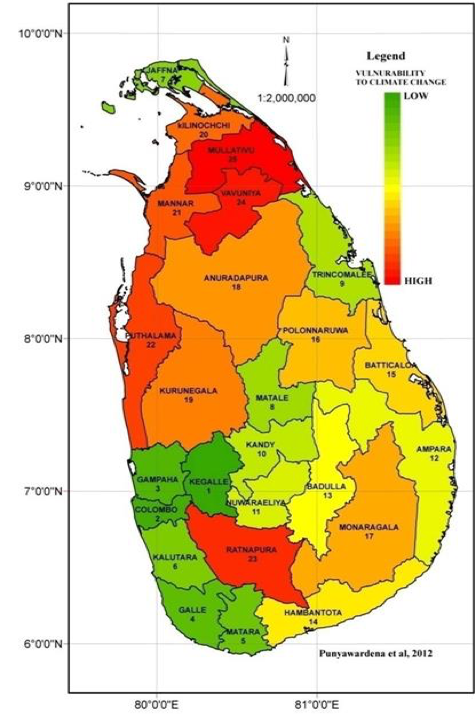 10°0'0"N
N
1:2,000,000
Legend
VULNURABILITY
TO CLIMATE CHANGE
LOW
HIGH
JAFFNA
7
kILINOCHCHI
20
MULLATIVU
25
9°0'0"N
VAVUNIYA
24
MANNAR
21
ANURADAPURA
18
TRINCOMALEE
9
8°0'0"N
PUTHALAMA
22
POLONNARUWA
16
BATTICALOA
15
KURUNEGALA
19
MATALE
8
KANDY
10
AMPARA
12
7°0'0"N
GAMPAHA
3
KEGALLE
1
BADULLA
13
NUWARAELIYA
11
COLOMBO
2
MONARAGALA
17
RATNAPURA
23
KALUTARA
6
GALLE
4
HAMBANTOTA
14
MATARA
5
6°0'0"N
Punyawardena et al, 2012
80°0'0"E
81°0'0"E